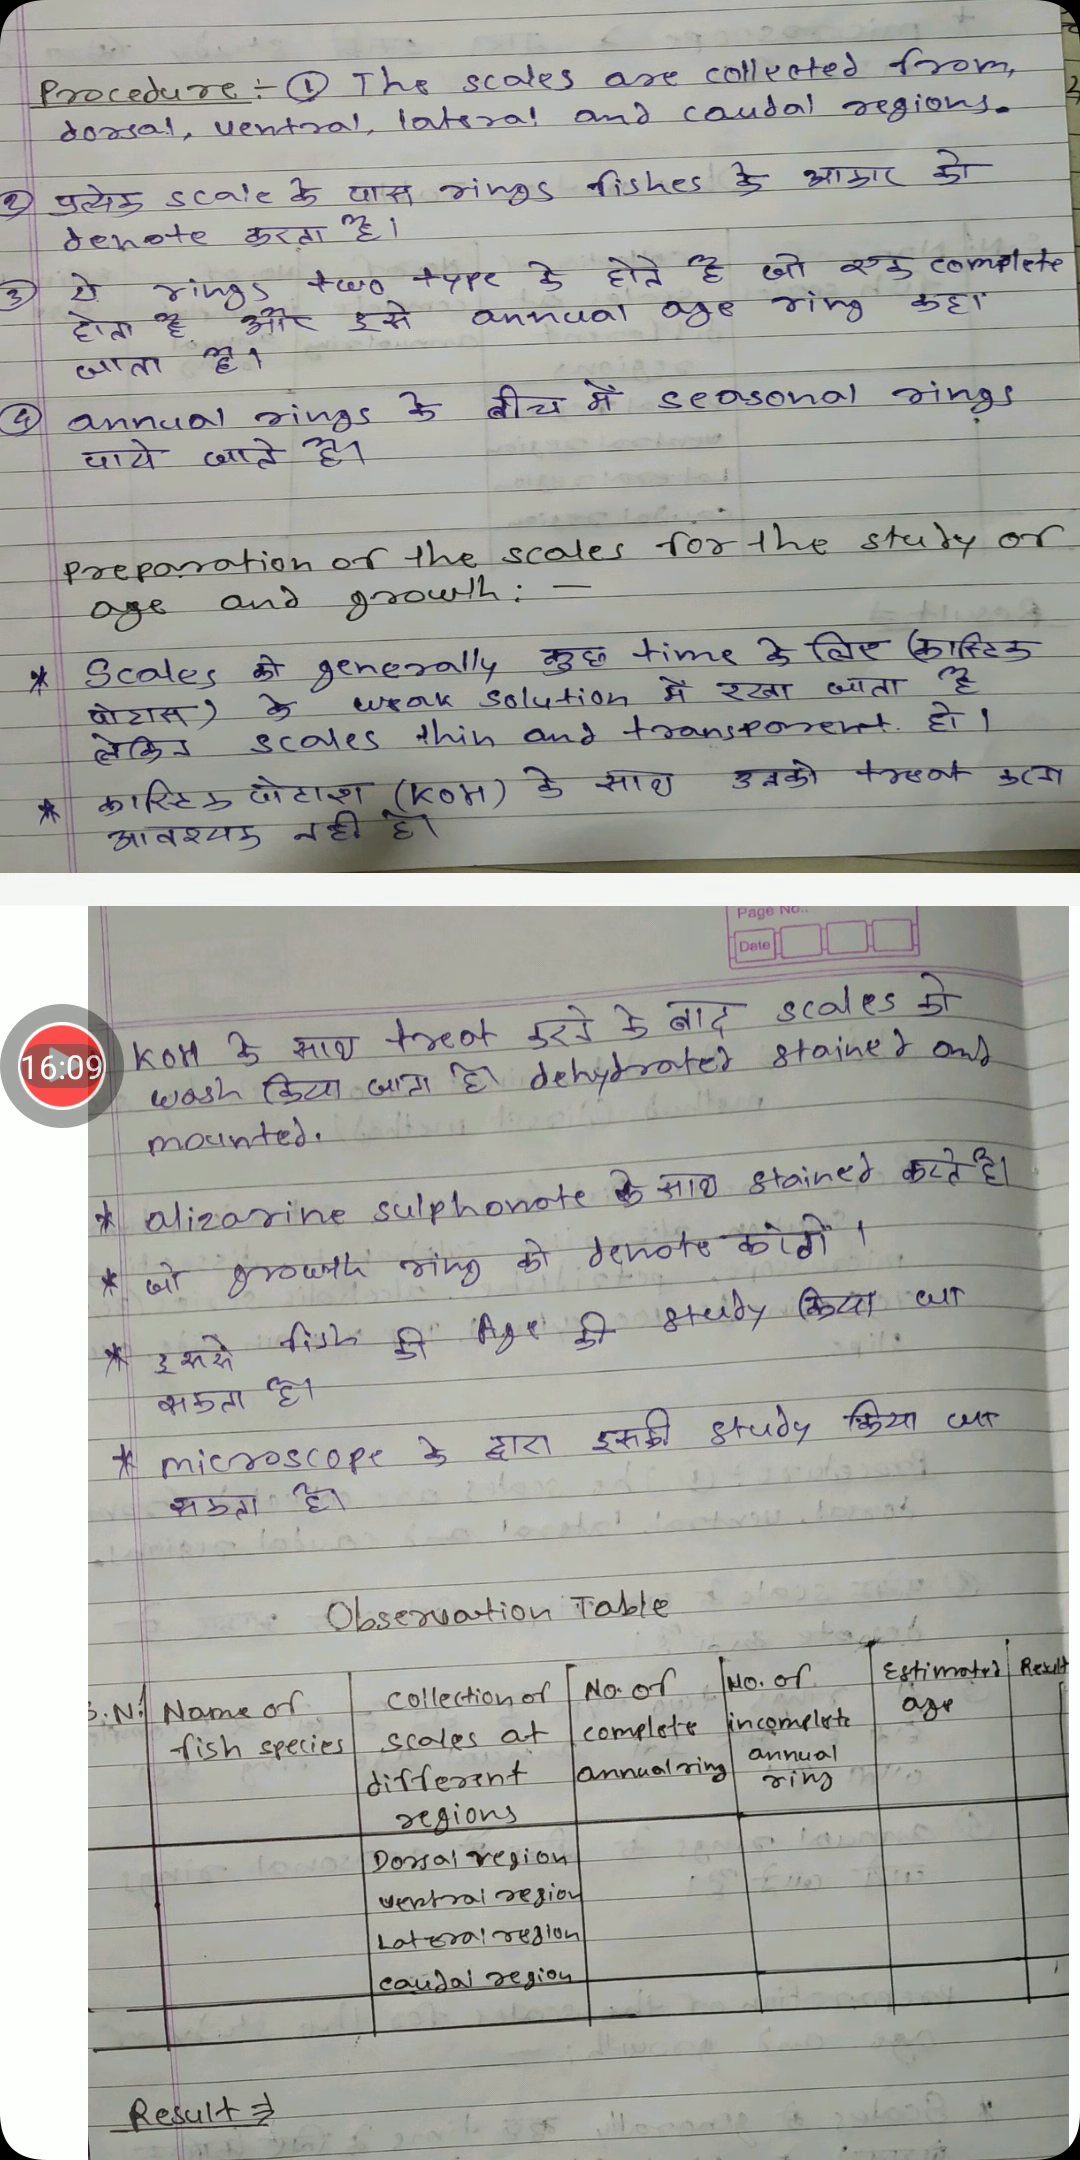 Procedure :- ① The scales are collected from,
dorsal, ventral, lateral and caudal regions.
② प्रत्येक scale के पास rings fishes के आकार को
denote करता है।
③ ये rings two type के होते है जो एक complete
होता है और इसे annual age ring कहा
जाता है।
④ annual rings के बीच में seasonal rings
पाये जाते है।
Preparation of the scales for the study of
age and growth : —
* Scales को generally कुछ time के लिए (कास्टिक
पोटास) के weak solution में रखा जाता है
लेकिन scales thin and transparent. हो।
* कास्टिक पोटाश (KOH) के साथ उनको treat करना
आवश्यक नही है।
Page No..
Date
16:09
KOH के साथ treat करने के बाद scales को
wash किया जाता है। dehydrated stained and
mounted.
* alizarine sulphonote के साथ stained करते है।
* जो growth ring को denote करेगी।
* इससे fish की Age की study किया जा
सकता है।
* microscope के द्वारा इसकी study किया जा
सकता है।
Observation Table
S.N. Name of fish species collection of scales at different regions No. of complete annual ring No. of incomplete annual ring Estimated age Result
Dorsal region
ventral region
Lateral region
caudal region
Result ⇒